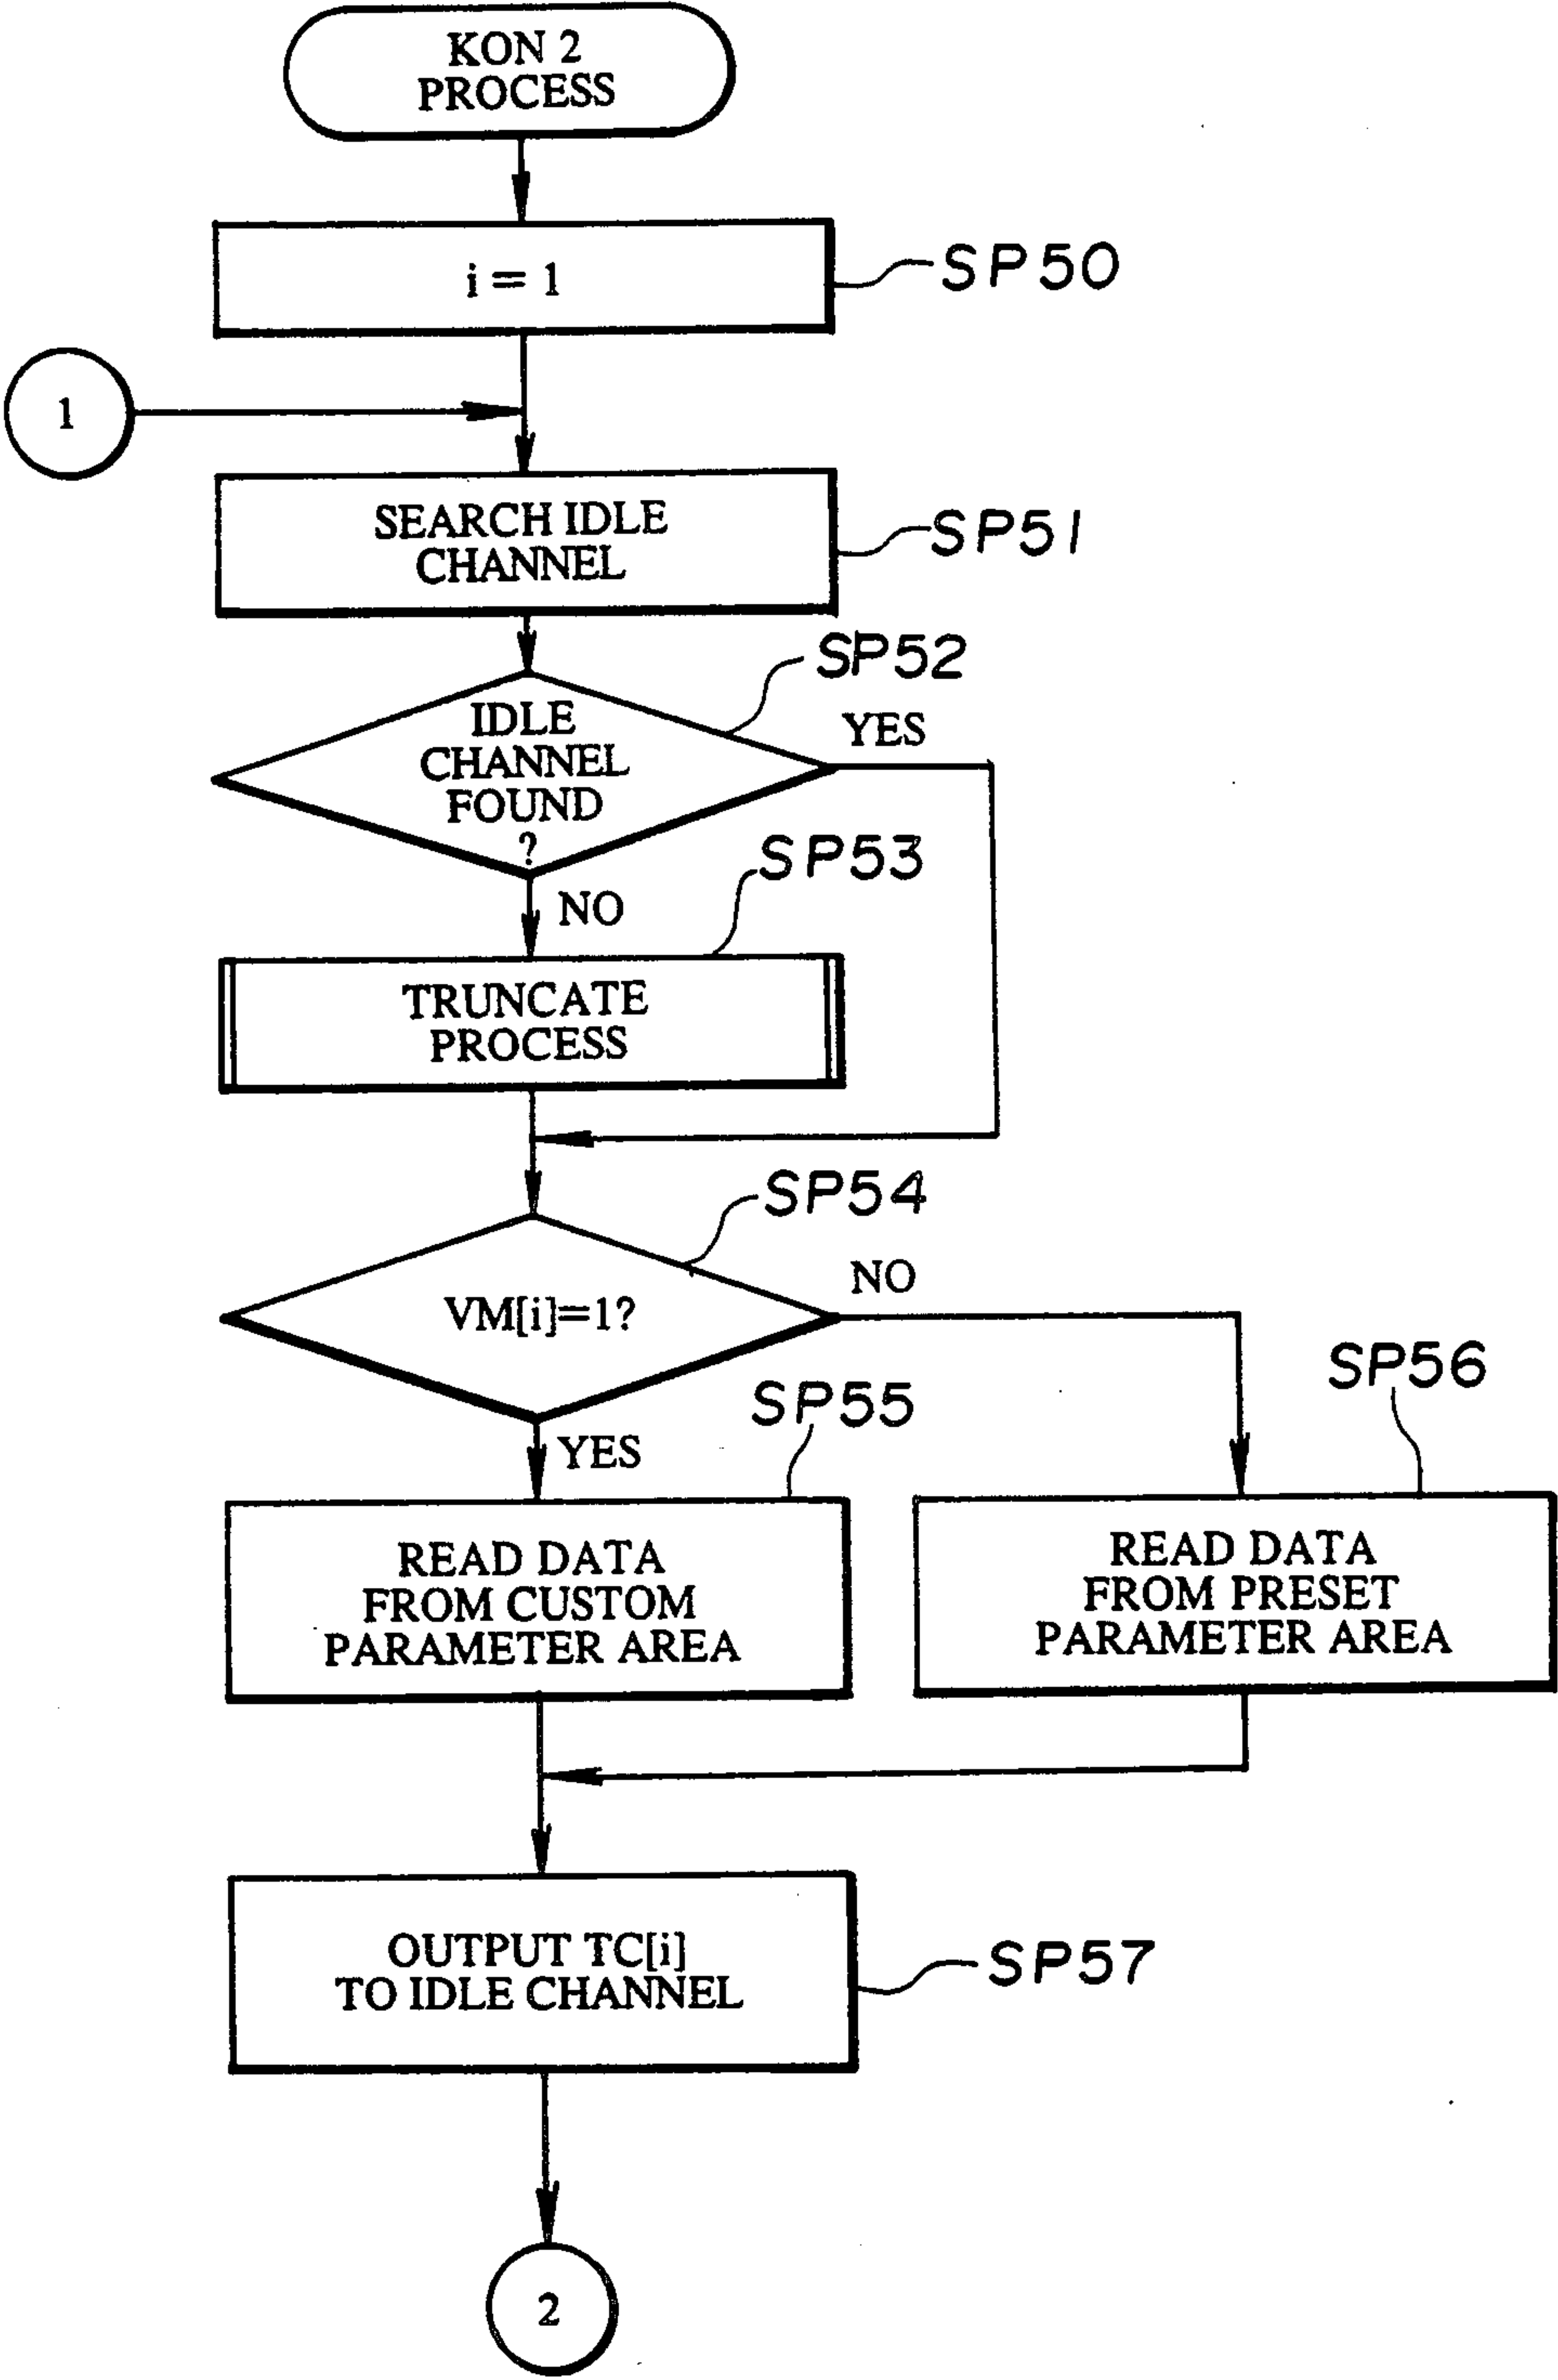 KON 2
PROCESS
i = 1
SP50
1
SEARCH IDLE
CHANNEL
SP51
SP52
IDLE
CHANNEL
FOUND
?
YES
SP53
NO
TRUNCATE
PROCESS
SP54
VM[i]=1?
NO
SP56
SP55
YES
READ DATA
FROM CUSTOM
PARAMETER AREA
READ DATA
FROM PRESET
PARAMETER AREA
OUTPUT TC[i]
TO IDLE CHANNEL
SP57
2